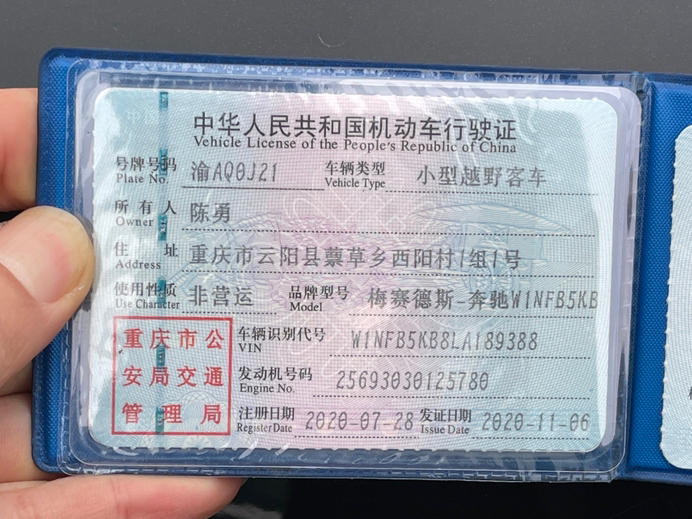 中华人民共和国机动车行驶证
Vehicle License of the People's Republic of China
号牌号码 渝AQ0J21 车辆类型 小型越野客车
Plate No. Vehicle Type
所有人 陈勇
Owner
住址 重庆市云阳县蔈草乡西阳村1组1号
Address
使用性质 非营运 品牌型号 梅赛德斯-奔驰W1NFB5KB
Use Character Model
重庆市公
安局交通
管理局
车辆识别代号 W1NFB5KB8LA189388
VIN
发动机号码 25693030125780
Engine No.
注册日期 2020-07-28 发证日期 2020-11-06
Register Date Issue Date